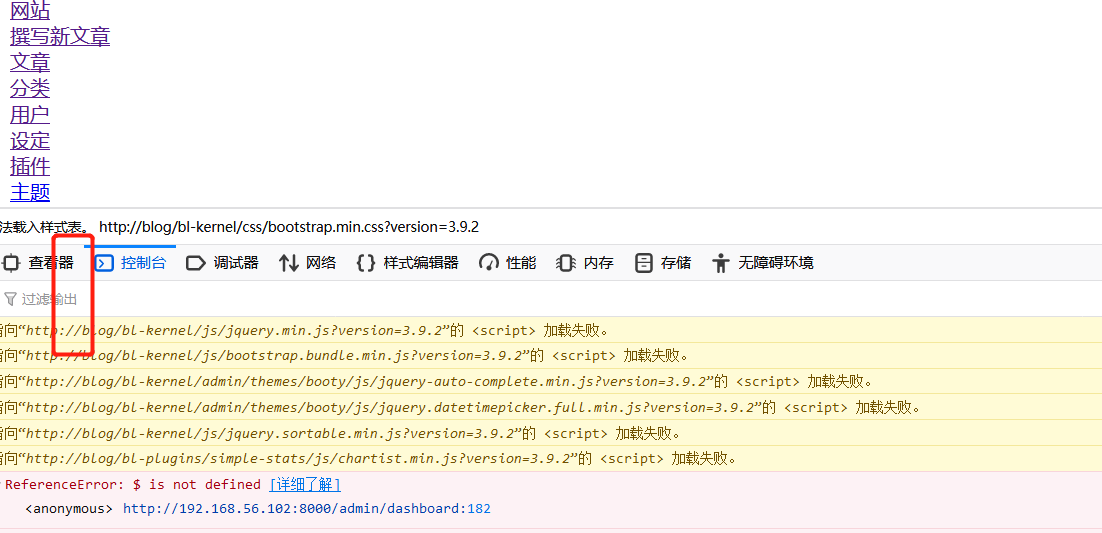 网站
撰写新文章
文章
分类
用户
设定
插件
主题
法载入样式表。 http://blog/bl-kernel/css/bootstrap.min.css?version=3.9.2
查看器 控制台 调试器 网络 样式编辑器 性能 内存 存储 无障碍环境
过滤输出
指向“http://blog/bl-kernel/js/jquery.min.js?version=3.9.2”的 <script> 加载失败。
指向“http://blog/bl-kernel/js/bootstrap.bundle.min.js?version=3.9.2”的 <script> 加载失败。
指向“http://blog/bl-kernel/admin/themes/booty/js/jquery-auto-complete.min.js?version=3.9.2”的 <script> 加载失败。
指向“http://blog/bl-kernel/admin/themes/booty/js/jquery.datetimepicker.full.min.js?version=3.9.2”的 <script> 加载失败。
指向“http://blog/bl-kernel/js/jquery.sortable.min.js?version=3.9.2”的 <script> 加载失败。
指向“http://blog/bl-plugins/simple-stats/js/chartist.min.js?version=3.9.2”的 <script> 加载失败。
ReferenceError: $ is not defined [详细了解]
<anonymous> http://192.168.56.102:8000/admin/dashboard:182